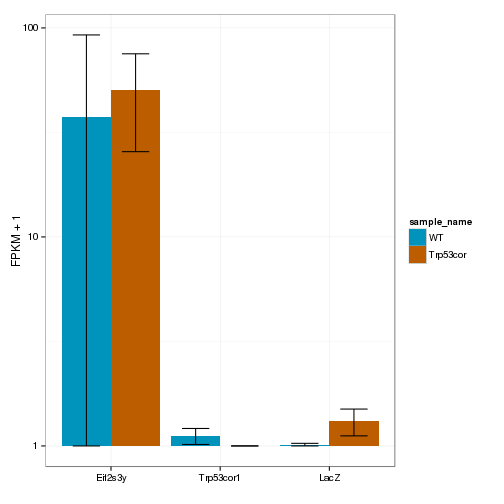 100
10
1
FPKM + 1
Eif2s3y
Trp53cor1
LacZ
sample_name
WT
Trp53cor